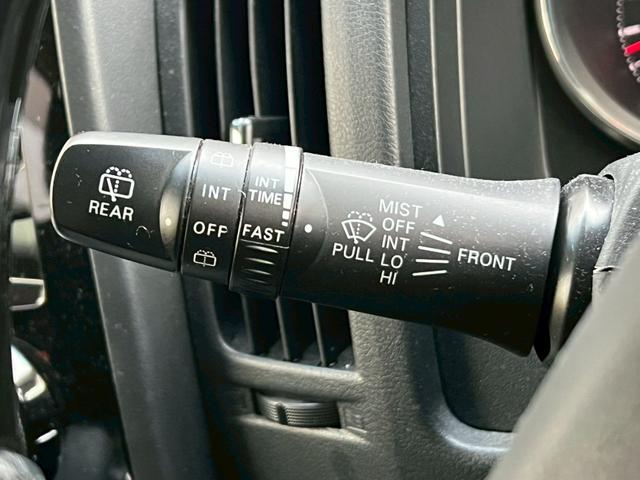 REAR
INT
OFF
INT
TIME
FAST
PULL
MIST
OFF
INT
LO
HI
FRONT